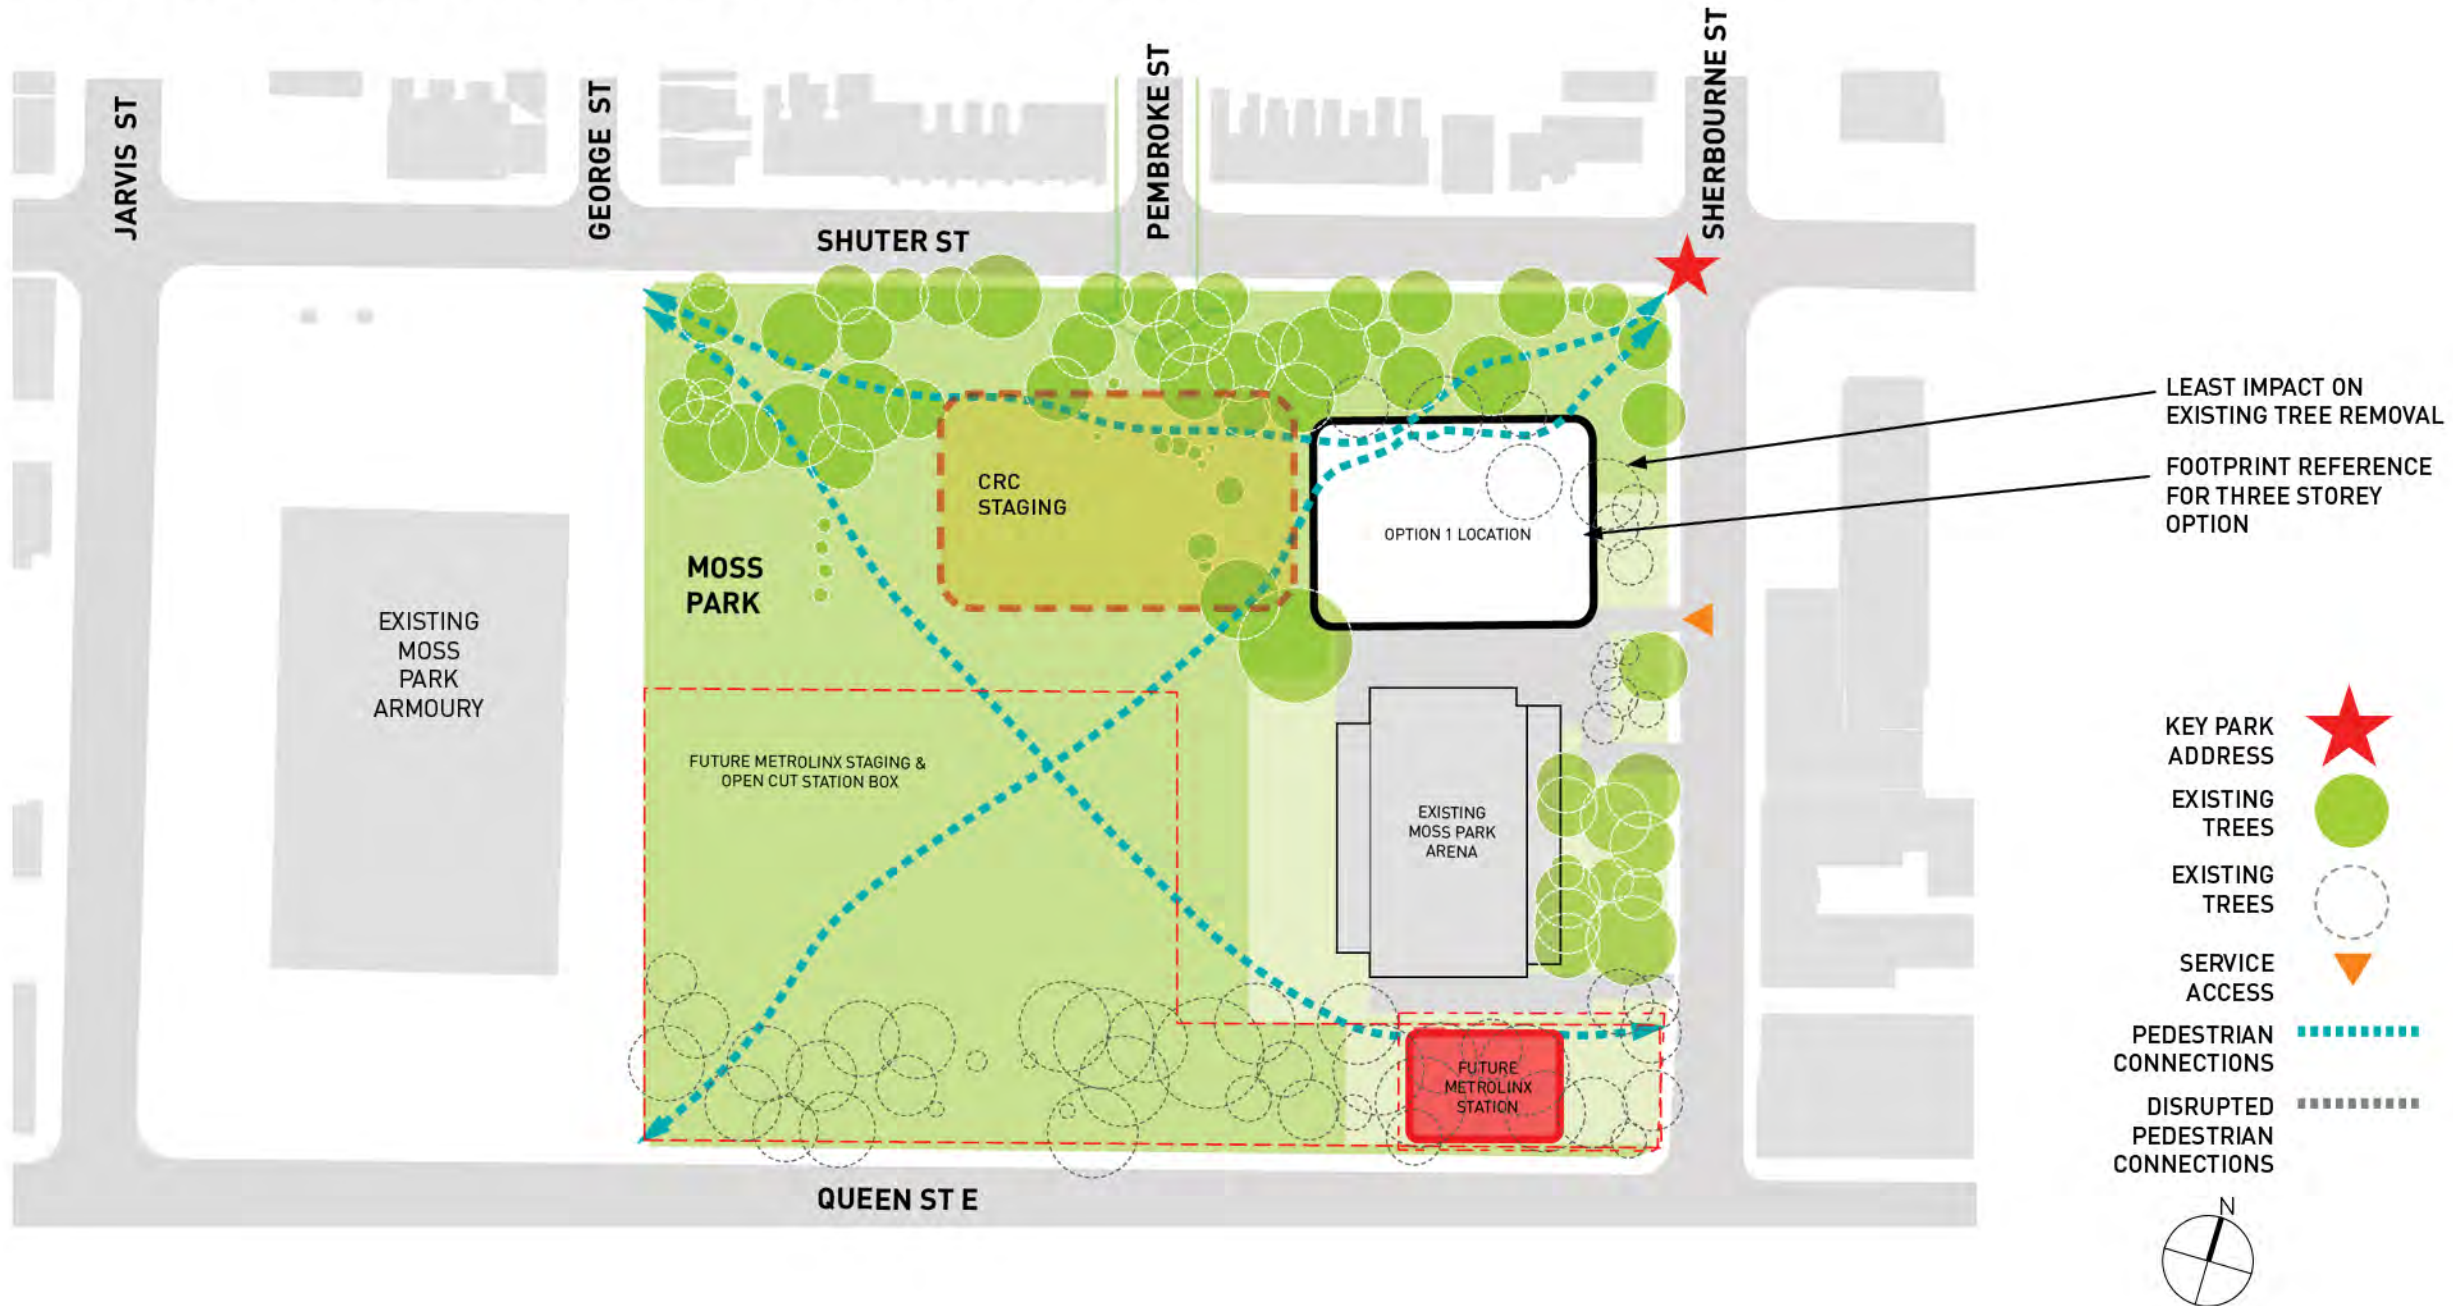 JARVIS ST
GEORGE ST
PEMBROKE ST
SHERBOURNE ST
SHUTER ST
LEAST IMPACT ON
EXISTING TREE REMOVAL
FOOTPRINT REFERENCE
FOR THREE STOREY
OPTION
CRC
STAGING
OPTION 1 LOCATION
MOSS
PARK
EXISTING
MOSS
PARK
ARMOURY
FUTURE METROLINX STAGING &
OPEN CUT STATION BOX
EXISTING
MOSS PARK
ARENA
FUTURE
METROLINX
STATION
QUEEN ST E
KEY PARK
ADDRESS
EXISTING
TREES
EXISTING
TREES
SERVICE
ACCESS
PEDESTRIAN
CONNECTIONS
DISRUPTED
PEDESTRIAN
CONNECTIONS
N